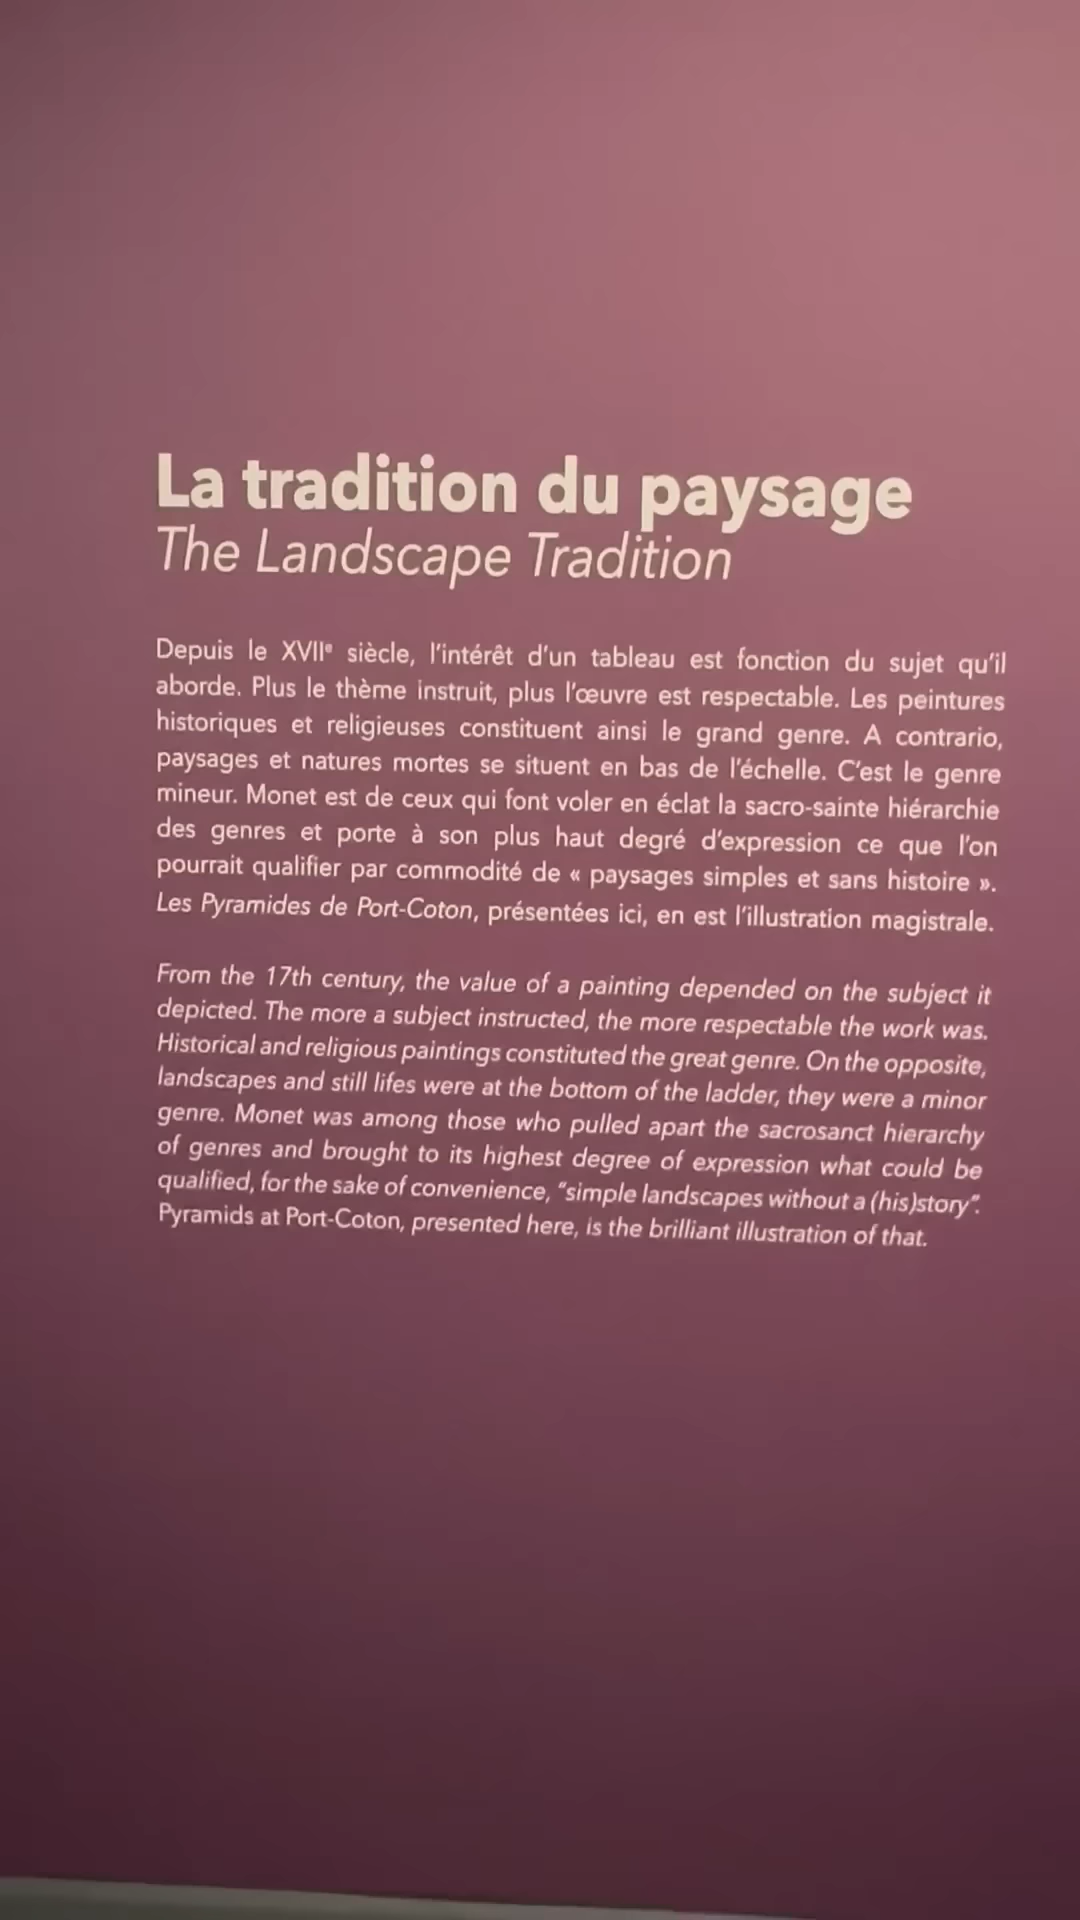 La tradition du paysage
The Landscape Tradition
Depuis le XVIIe siècle, l'intérêt d'un tableau est fonction du sujet qu'il
aborde. Plus le thème instruit, plus l'œuvre est respectable. Les peintures
historiques et religieuses constituent ainsi le grand genre. A contrario,
paysages et natures mortes se situent en bas de l'échelle. C'est le genre
mineur. Monet est de ceux qui font voler en éclat la sacro-sainte hiérarchie
des genres et porte à son plus haut degré d'expression ce que l'on
pourrait qualifier par commodité de « paysages simples et sans histoire ».
Les Pyramides de Port-Coton, présentées ici, en est l'illustration magistrale.
From the 17th century, the value of a painting depended on the subject it
depicted. The more a subject instructed, the more respectable the work was.
Historical and religious paintings constituted the great genre. On the opposite,
landscapes and still lifes were at the bottom of the ladder, they were a minor
genre. Monet was among those who pulled apart the sacrosanct hierarchy
of genres and brought to its highest degree of expression what could be
qualified, for the sake of convenience, "simple landscapes without a (his)story".
Pyramids at Port-Coton, presented here, is the brilliant illustration of that.